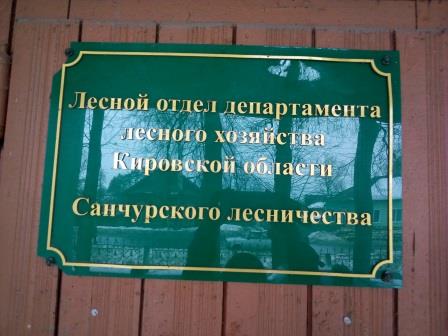 Лесной отдел департамента
лесного хозяйства
Кировской области
Санчурского лесничества